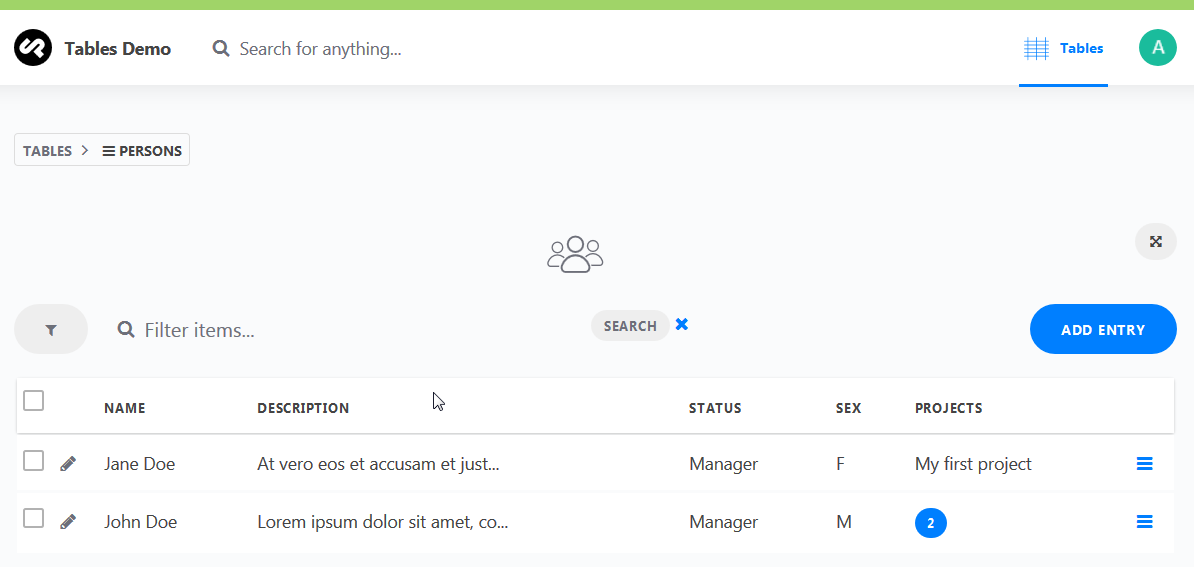 Tables Demo Search for anything... Tables A
TABLES > PERSONS
Filter items... SEARCH ADD ENTRY
NAME DESCRIPTION STATUS SEX PROJECTS
Jane Doe At vero eos et accusam et just... Manager F My first project
John Doe Lorem ipsum dolor sit amet, co... Manager M 2